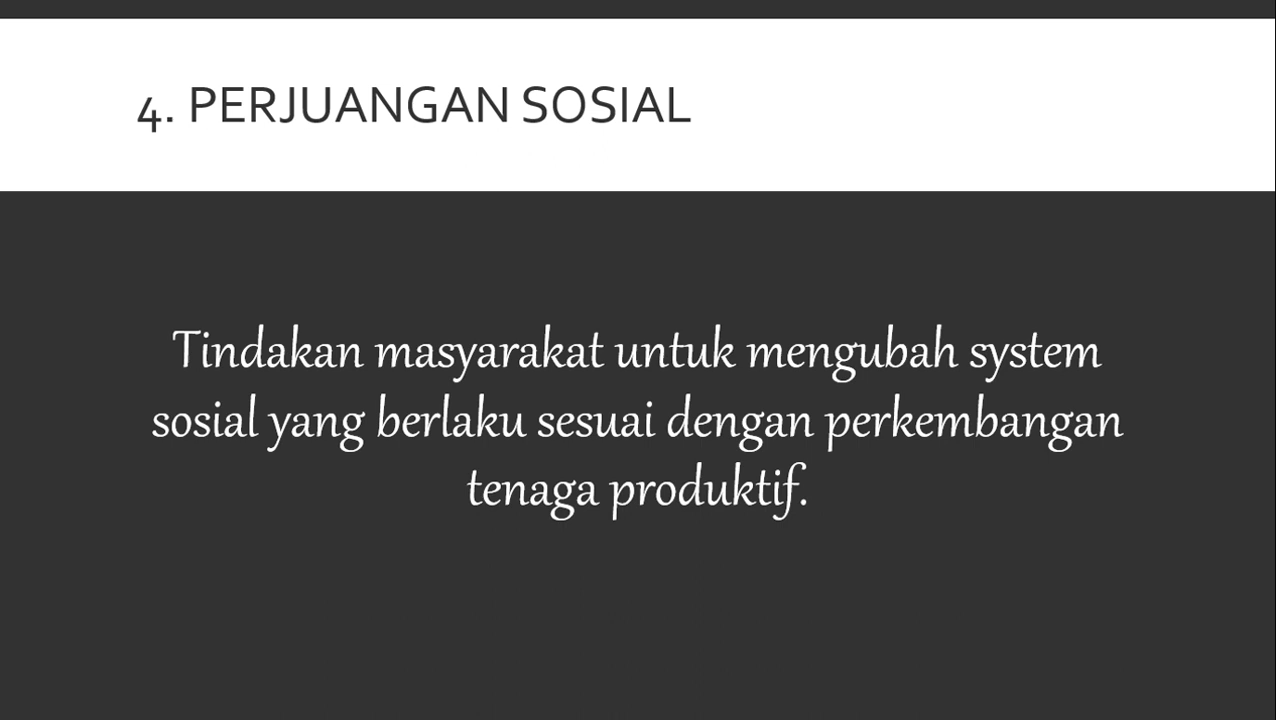 4. PERJUANGAN SOSIAL
Tindakan masyarakat untuk mengubah system
sosial yang berlaku sesuai dengan perkembangan
tenaga produktif.